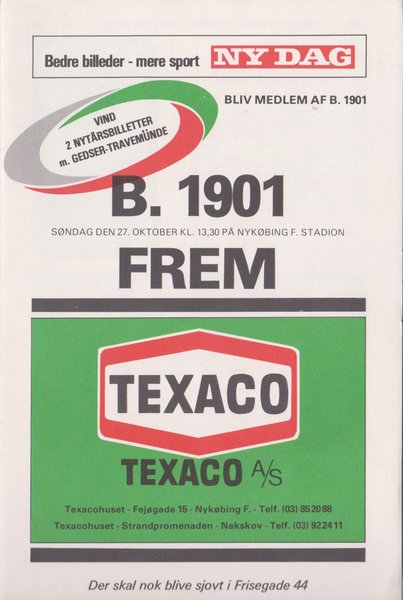 Bedre billeder - mere sport NY DAG
BLIV MEDLEM AF B. 1901
VIND
2 NYTÅRSBILLETTER
m. GEDSER-TRAVEMÜNDE
B. 1901
SØNDAG DEN 27. OKTOBER KL. 13,30 PÅ NYKØBING F. STADION
FREM
TEXACO
TEXACO A/S
Texacohuset - Fejøgade 15 - Nykøbing F. - Telf. (03) 852088
Texacohuset - Strandpromenaden - Nakskov - Telf. (03) 922411
Der skal nok blive sjovt i Frisegade 44